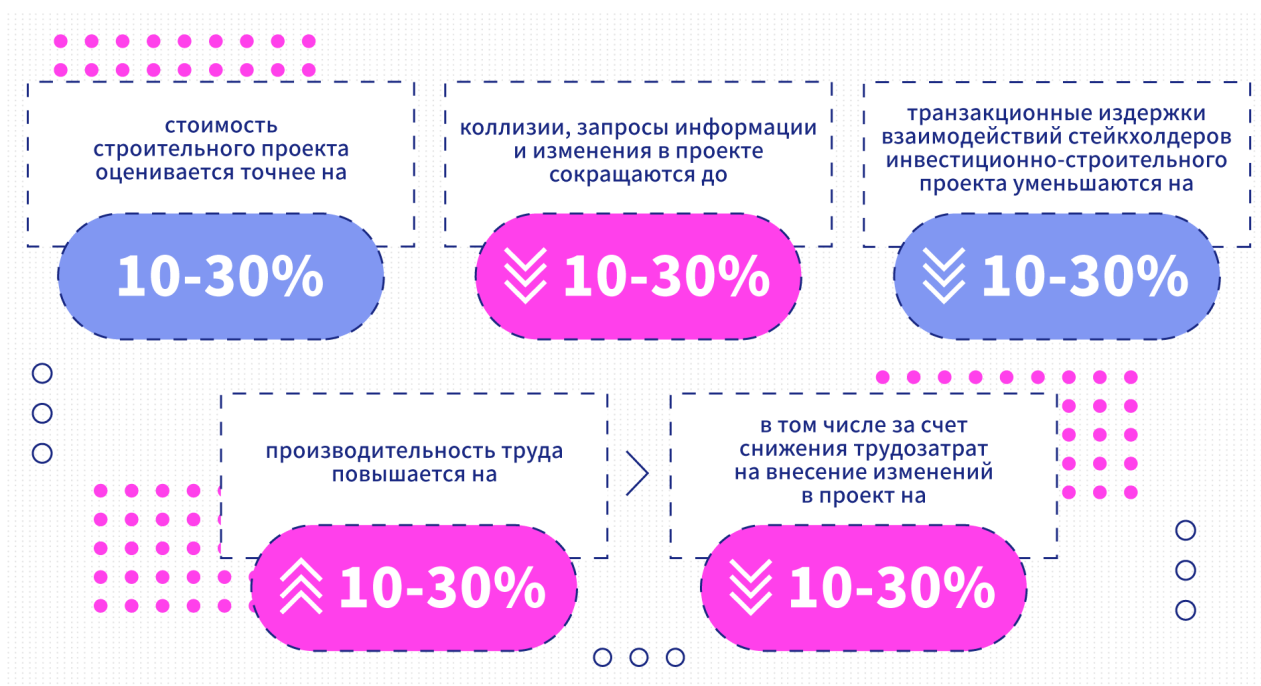 стоимость
строительного проекта
оценивается точнее на
10-30%
коллизии, запросы информации
и изменения в проекте
сокращаются до
10-30%
транзакционные издержки
взаимодействий стейкхолдеров
инвестиционно-строительного
проекта уменьшаются на
10-30%
производительность труда
повышается на
10-30%
в том числе за счет
снижения трудозатрат
на внесение изменений
в проект на
10-30%